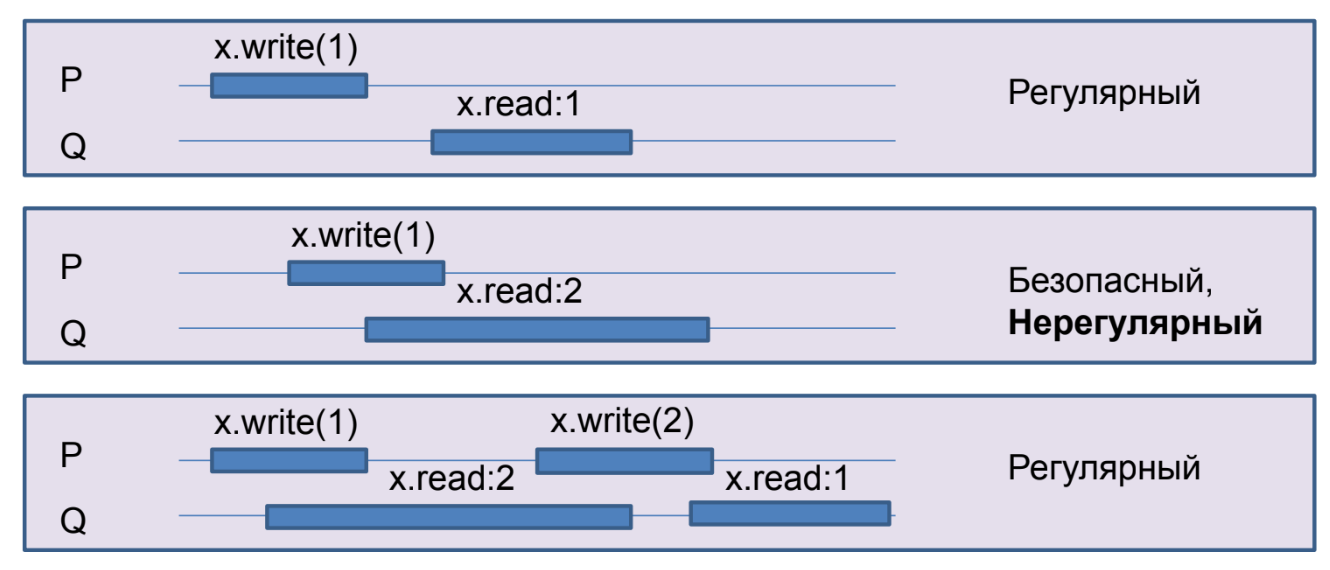 x.write(1)
P
x.read:1
Q
Регулярный
x.write(1)
P
x.read:2
Q
Безопасный,
Нерегулярный
x.write(1) x.write(2)
P
x.read:2 x.read:1
Q
Регулярный